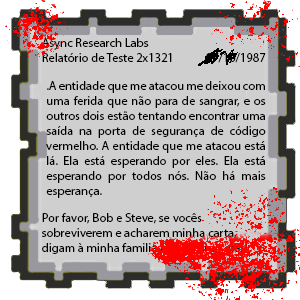 Async Research Labs
Relatório de Teste 2x1321 / /1987
.A entidade que me atacou me deixou com
uma ferida que não para de sangrar, e os
outros dois estão tentando encontrar uma
saída na porta de segurança de código
vermelho. A entidade que me atacou está
lá. Ela está esperando por eles. Ela está
esperando por todos nós. Não há mais
esperança.
Por favor, Bob e Steve, se vocês
sobreviverem e acharem minha carta,
digam à minha família